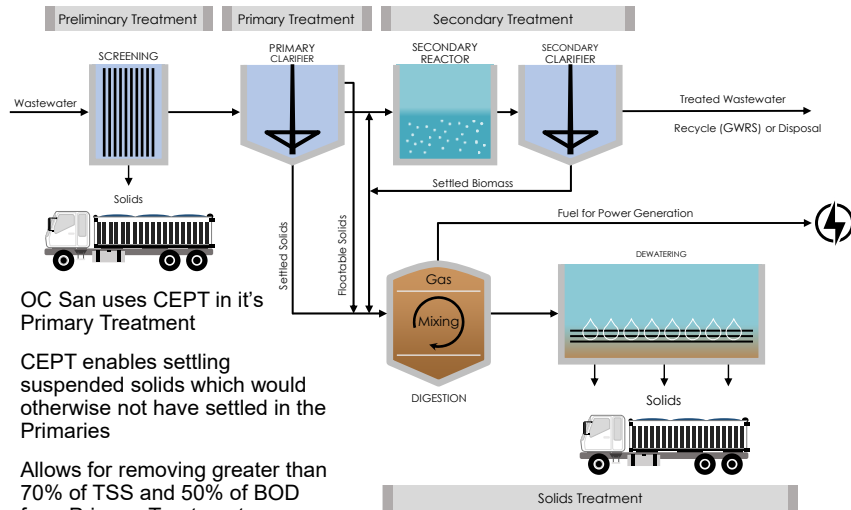 Preliminary Treatment
Primary Treatment
Secondary Treatment
SCREENING
PRIMARY
CLARIFIER
SECONDARY
REACTOR
SECONDARY
CLARIFIER
Wastewater
Treated Wastewater
Recycle (GWRS) or Disposal
Solids
Settled Biomass
Settled Solids
Floatable Solids
Fuel for Power Generation
DEWATERING
Gas
Mixing
DIGESTION
Solids
Solids Treatment
OC San uses CEPT in it's
Primary Treatment
CEPT enables settling
suspended solids which would
otherwise not have settled in the
Primaries
Allows for removing greater than
70% of TSS and 50% of BOD